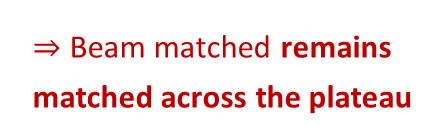 ⇒ Beam matched remains
matched across the plateau